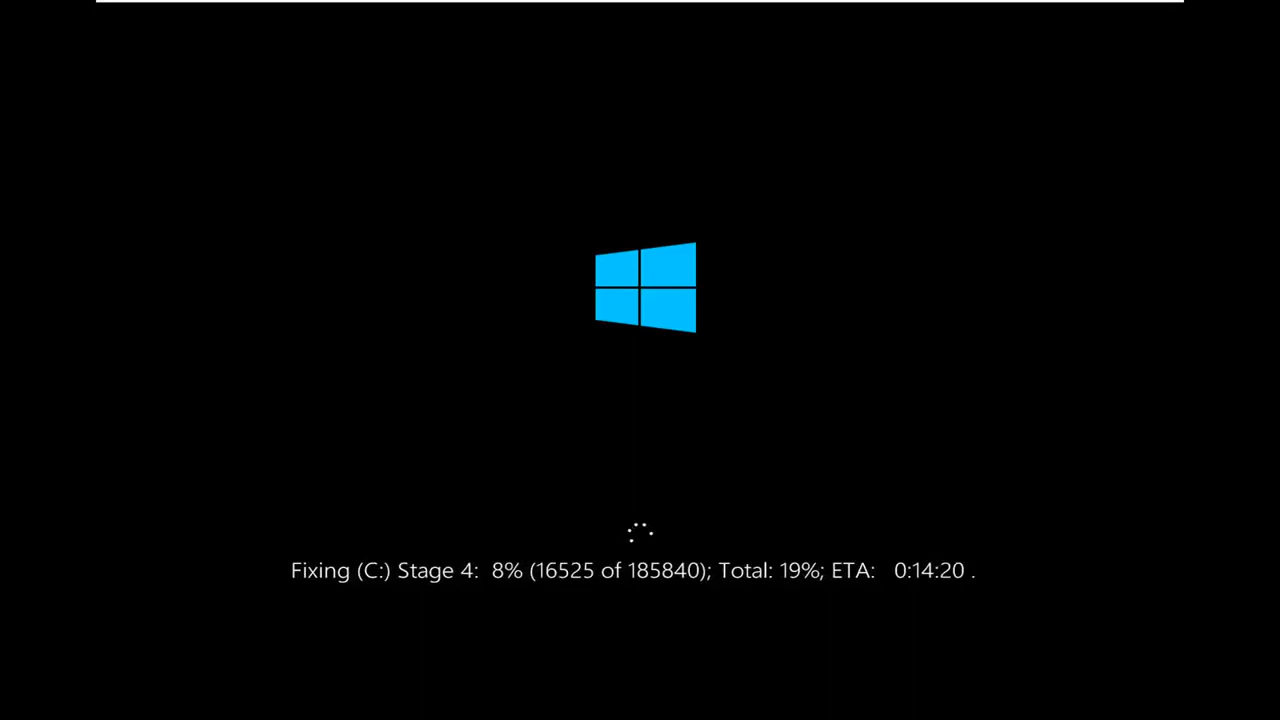 Fixing (C:) Stage 4:  8% (16525 of 185840); Total: 19%; ETA:   0:14:20 .